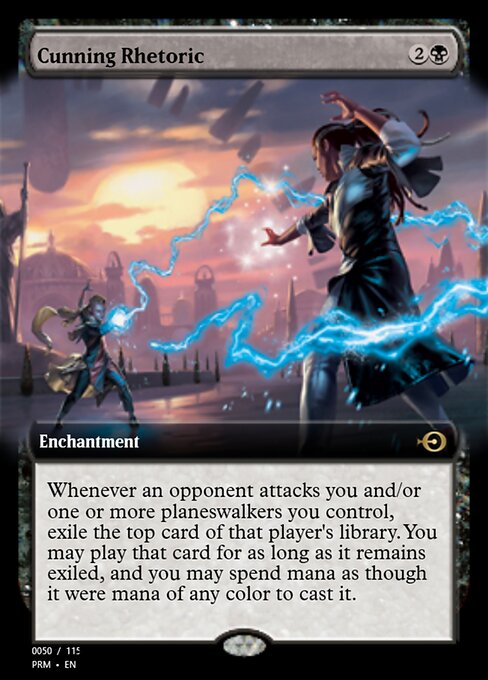 Cunning Rhetoric 2
Enchantment
Whenever an opponent attacks you and/or
one or more planeswalkers you control,
exile the top card of that player's library. You
may play that card for as long as it remains
exiled, and you may spend mana as though
it were mana of any color to cast it.
0050 / 115
PRM • EN